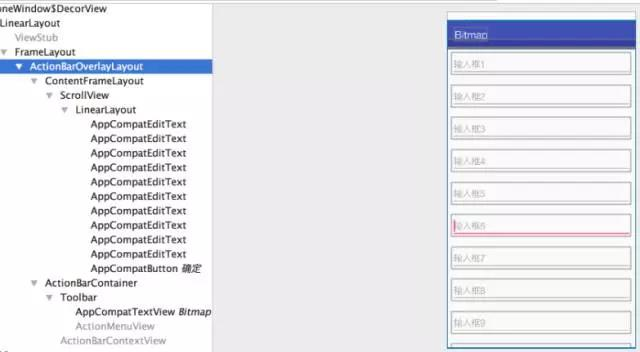 oneWindow$DecorView
LinearLayout
ViewStub
FrameLayout
ActionBarOverlayLayout
ContentFrameLayout
ScrollView
LinearLayout
AppCompatEditText
AppCompatEditText
AppCompatEditText
AppCompatEditText
AppCompatEditText
AppCompatEditText
AppCompatEditText
AppCompatEditText
AppCompatEditText
AppCompatEditText
AppCompatButton 确定
ActionBarContainer
Toolbar
AppCompatTextView Bitmap
ActionMenuView
ActionBarContextView
Bitmap
输入框1
输入框2
输入框3
输入框4
输入框5
输入框6
输入框7
输入框8
输入框9